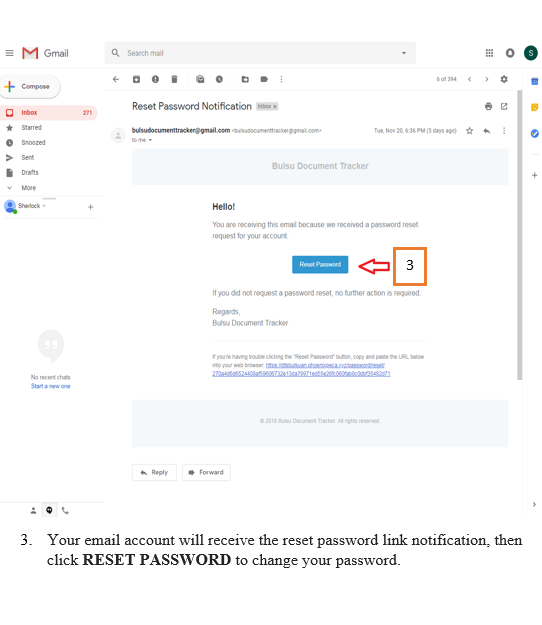 Gmail
Search mail
S
Compose
6 of 394
Inbox 271
Starred
Snoozed
Sent
Drafts
More
Sherlock
+
Reset Password Notification Inbox x
bulsudocumenttracker@gmail.com <bulsudocumenttracker@gmail.com>
Tue, Nov 20, 6:36 PM (5 days ago)
to me
Bulsu Document Tracker
Hello!
You are receiving this email because we received a password reset
request for your account.
Reset Password
3
If you did not request a password reset, no further action is required.
Regards,
Bulsu Document Tracker
If you're having trouble clicking the "Reset Password" button, copy and paste the URL below
into your web browser:
© 2018 Bulsu Document Tracker. All rights reserved.
No recent chats
Start a new one
Reply
Forward
3. Your email account will receive the reset password link notification, then
click RESET PASSWORD to change your password.